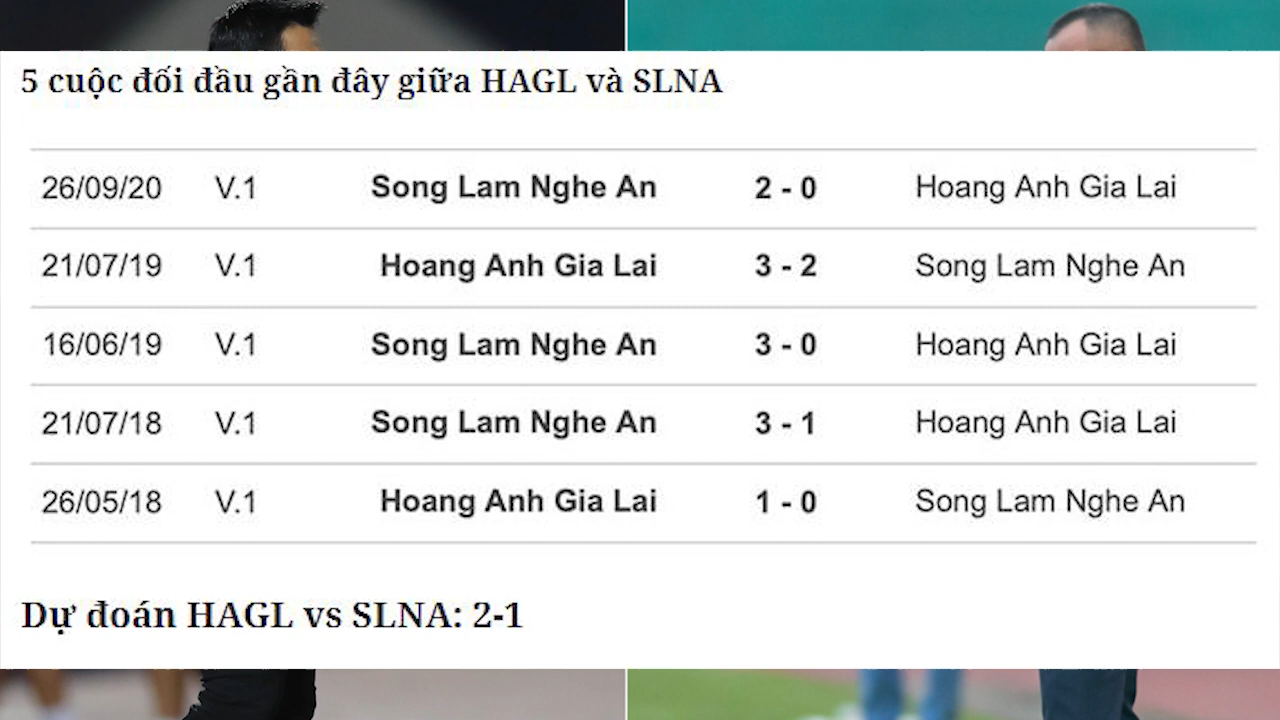 5 cuộc đối đầu gần đây giữa HAGL và SLNA
26/09/20 V.1 Song Lam Nghe An 2 - 0 Hoang Anh Gia Lai
21/07/19 V.1 Hoang Anh Gia Lai 3 - 2 Song Lam Nghe An
16/06/19 V.1 Song Lam Nghe An 3 - 0 Hoang Anh Gia Lai
21/07/18 V.1 Song Lam Nghe An 3 - 1 Hoang Anh Gia Lai
26/05/18 V.1 Hoang Anh Gia Lai 1 - 0 Song Lam Nghe An
Dự đoán HAGL vs SLNA: 2-1